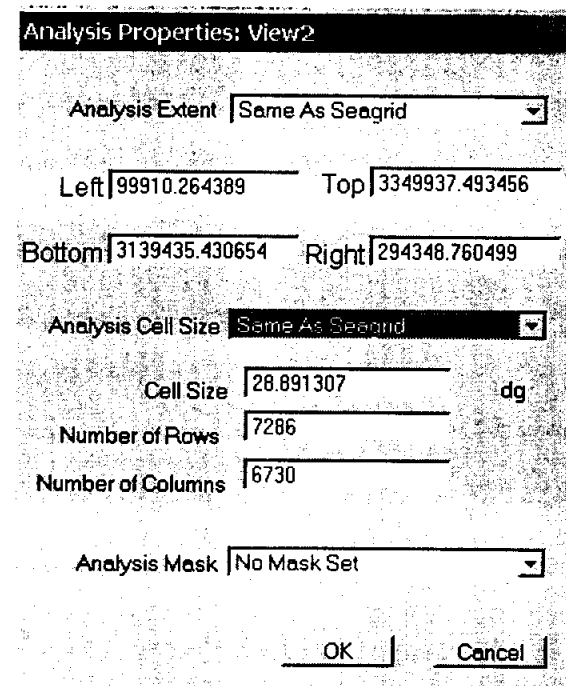 Analysis Properties: View2
Analysis Extent Same As Seagrid
Left 99910.264389 Top 3349937.493456
Bottom 3139435.430654 Right 294348.760499
Analysis Cell Size Same As Seagrid
Cell Size 28.891307 dg
Number of Rows 7286
Number of Columns 6730
Analysis Mask No Mask Set
OK Cancel